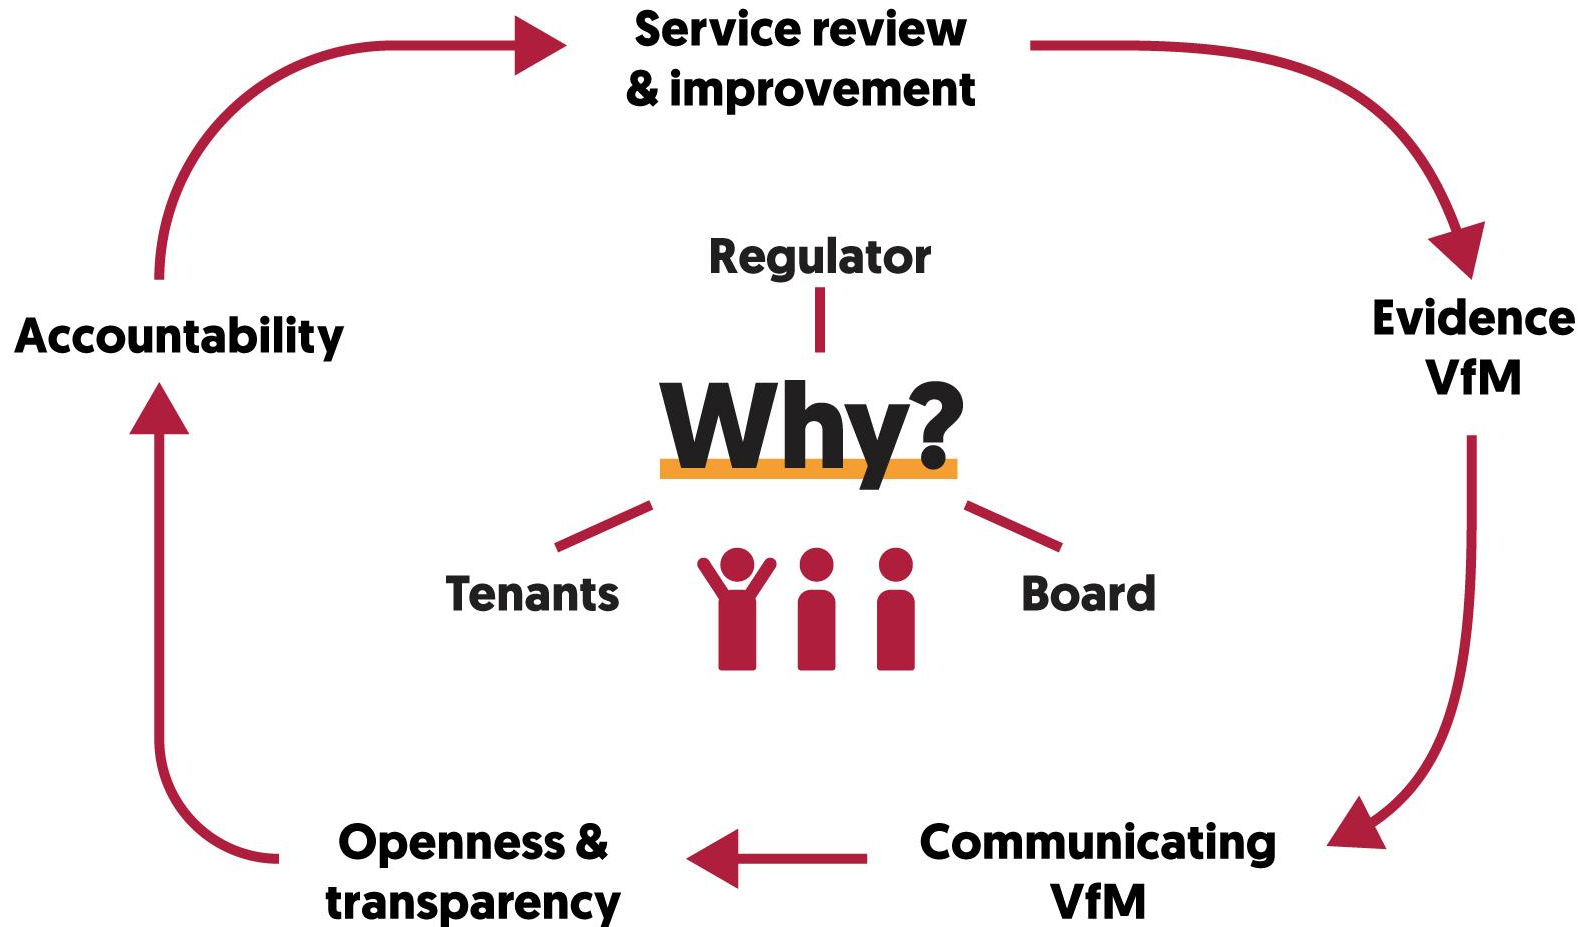 Service review
& improvement
Regulator
Accountability
Evidence
VfM
Why?
Tenants
Board
Openness &
transparency
Communicating
VfM